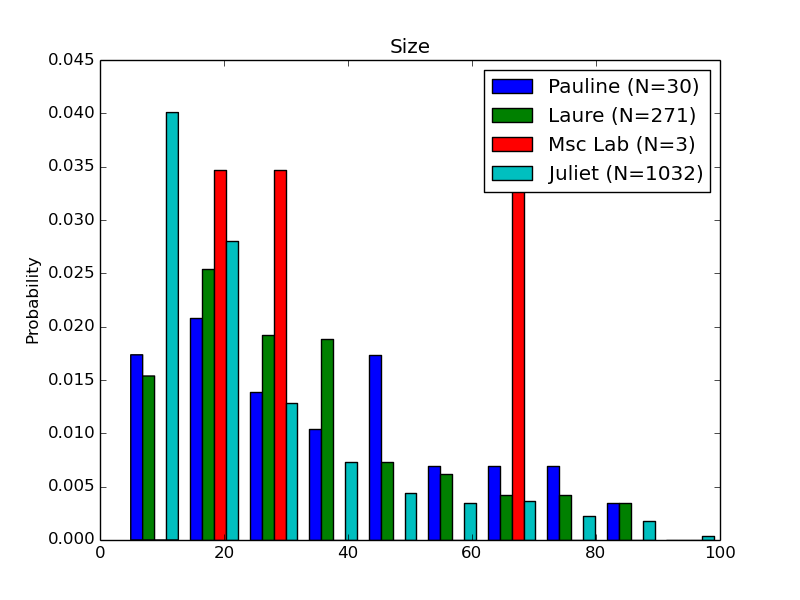 Size
0.045
0.040
0.035
0.030
0.025
0.020
0.015
0.010
0.005
0.000
Probability
0 20 40 60 80 100
Pauline (N=30)
Laure (N=271)
Msc Lab (N=3)
Juliet (N=1032)